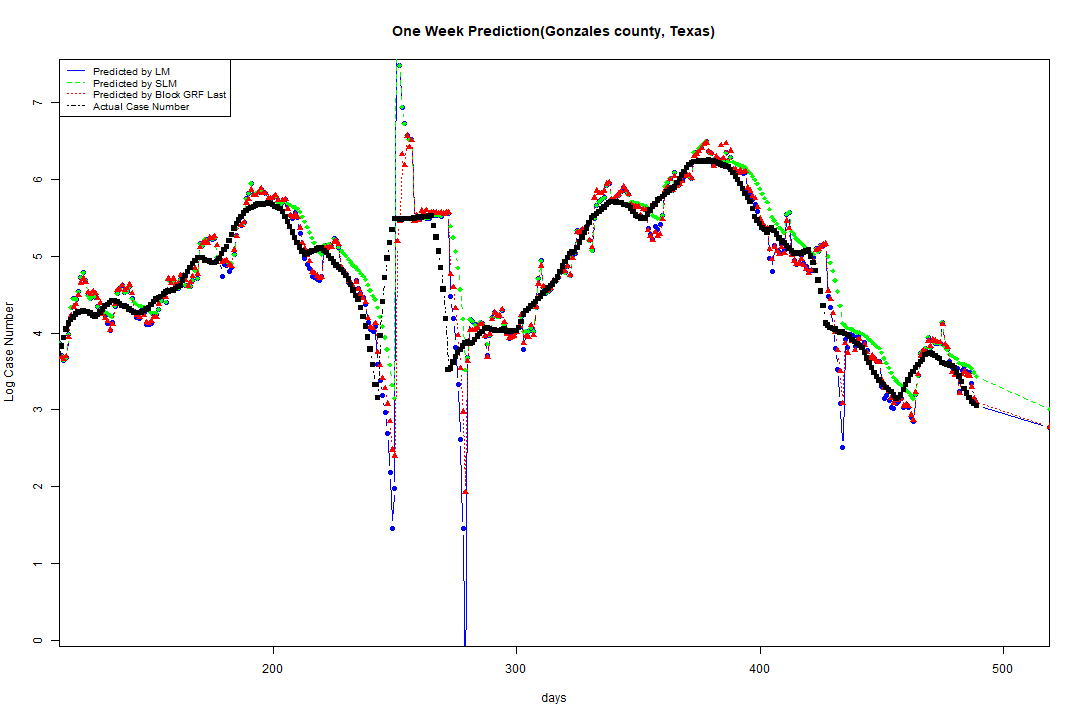 One Week Prediction(Gonzales county, Texas)
Predicted by LM
Predicted by SLM
Predicted by Block GRF Last
Actual Case Number
Log Case Number
7
6
5
4
3
2
1
0
200 300 400 500
days